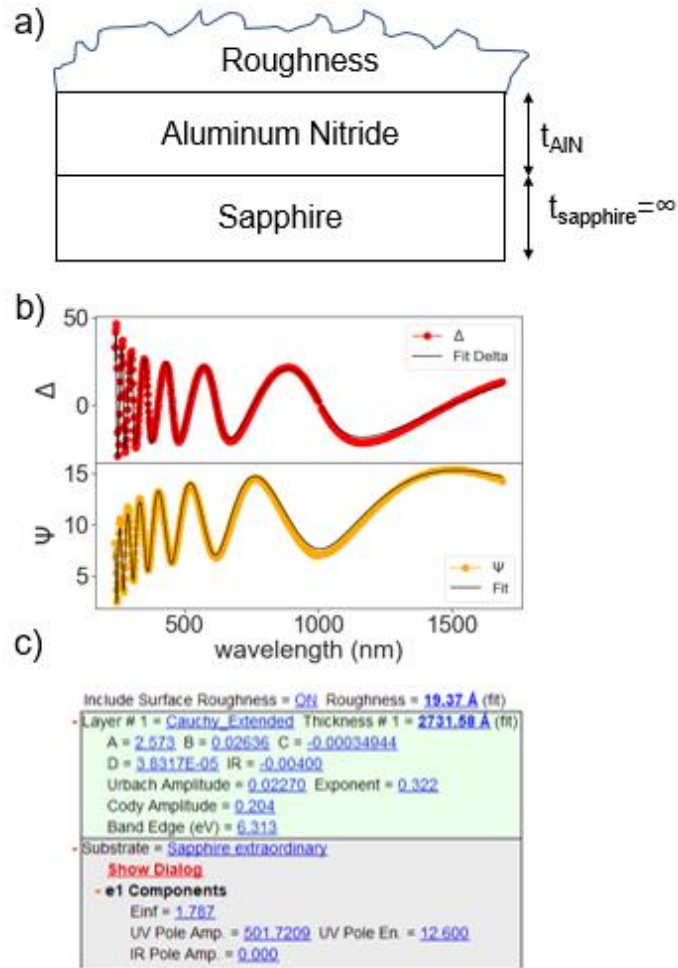 a)
Roughness
Aluminum Nitride
tAlN
Sapphire
tsapphire=∞
b)
50
0
Δ
Δ
Fit Delta
15
10
5
Ψ
Ψ
Fit
500 1000 1500
wavelength (nm)
c)
Include Surface Roughness = ON Roughness = 19.37 Å (fit)
- Layer # 1 = Cauchy_Extended Thickness # 1 = 2731.58 Å (fit)
A = 2.573 B = 0.02636 C = -0.00034944
D = 3.8317E-05 IR = -0.00400
Urbach Amplitude = 0.02270 Exponent = 0.322
Cody Amplitude = 0.204
Band Edge (eV) = 6.313
- Substrate = Sapphire extraordinary
Show Dialog
- e1 Components
Einf = 1.787
UV Pole Amp. = 501.7209 UV Pole En. = 12.600
IR Pole Amp. = 0.000